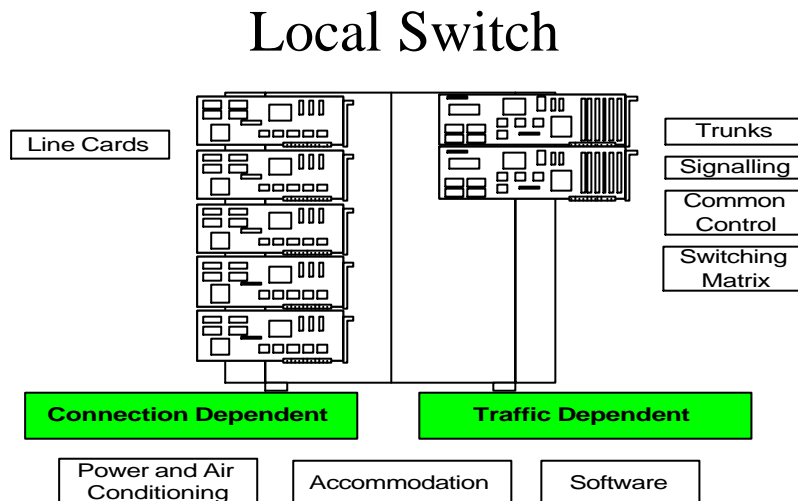 Local Switch
Line Cards
Trunks
Signalling
Common
Control
Switching
Matrix
Connection Dependent
Traffic Dependent
Power and Air
Conditioning
Accommodation
Software